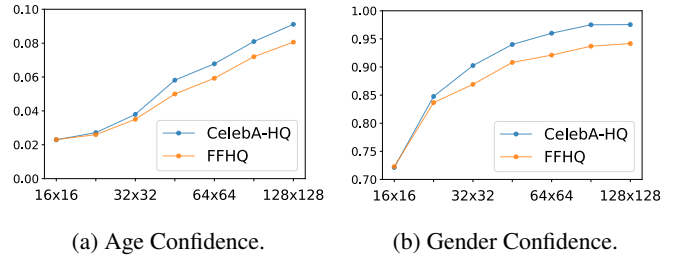 0.10
0.08
0.06
0.04
0.02
0.00
CelebA-HQ
FFHQ
16x16 32x32 64x64 128x128
(a) Age Confidence.
1.00
0.95
0.90
0.85
0.80
0.75
0.70
CelebA-HQ
FFHQ
16x16 32x32 64x64 128x128
(b) Gender Confidence.